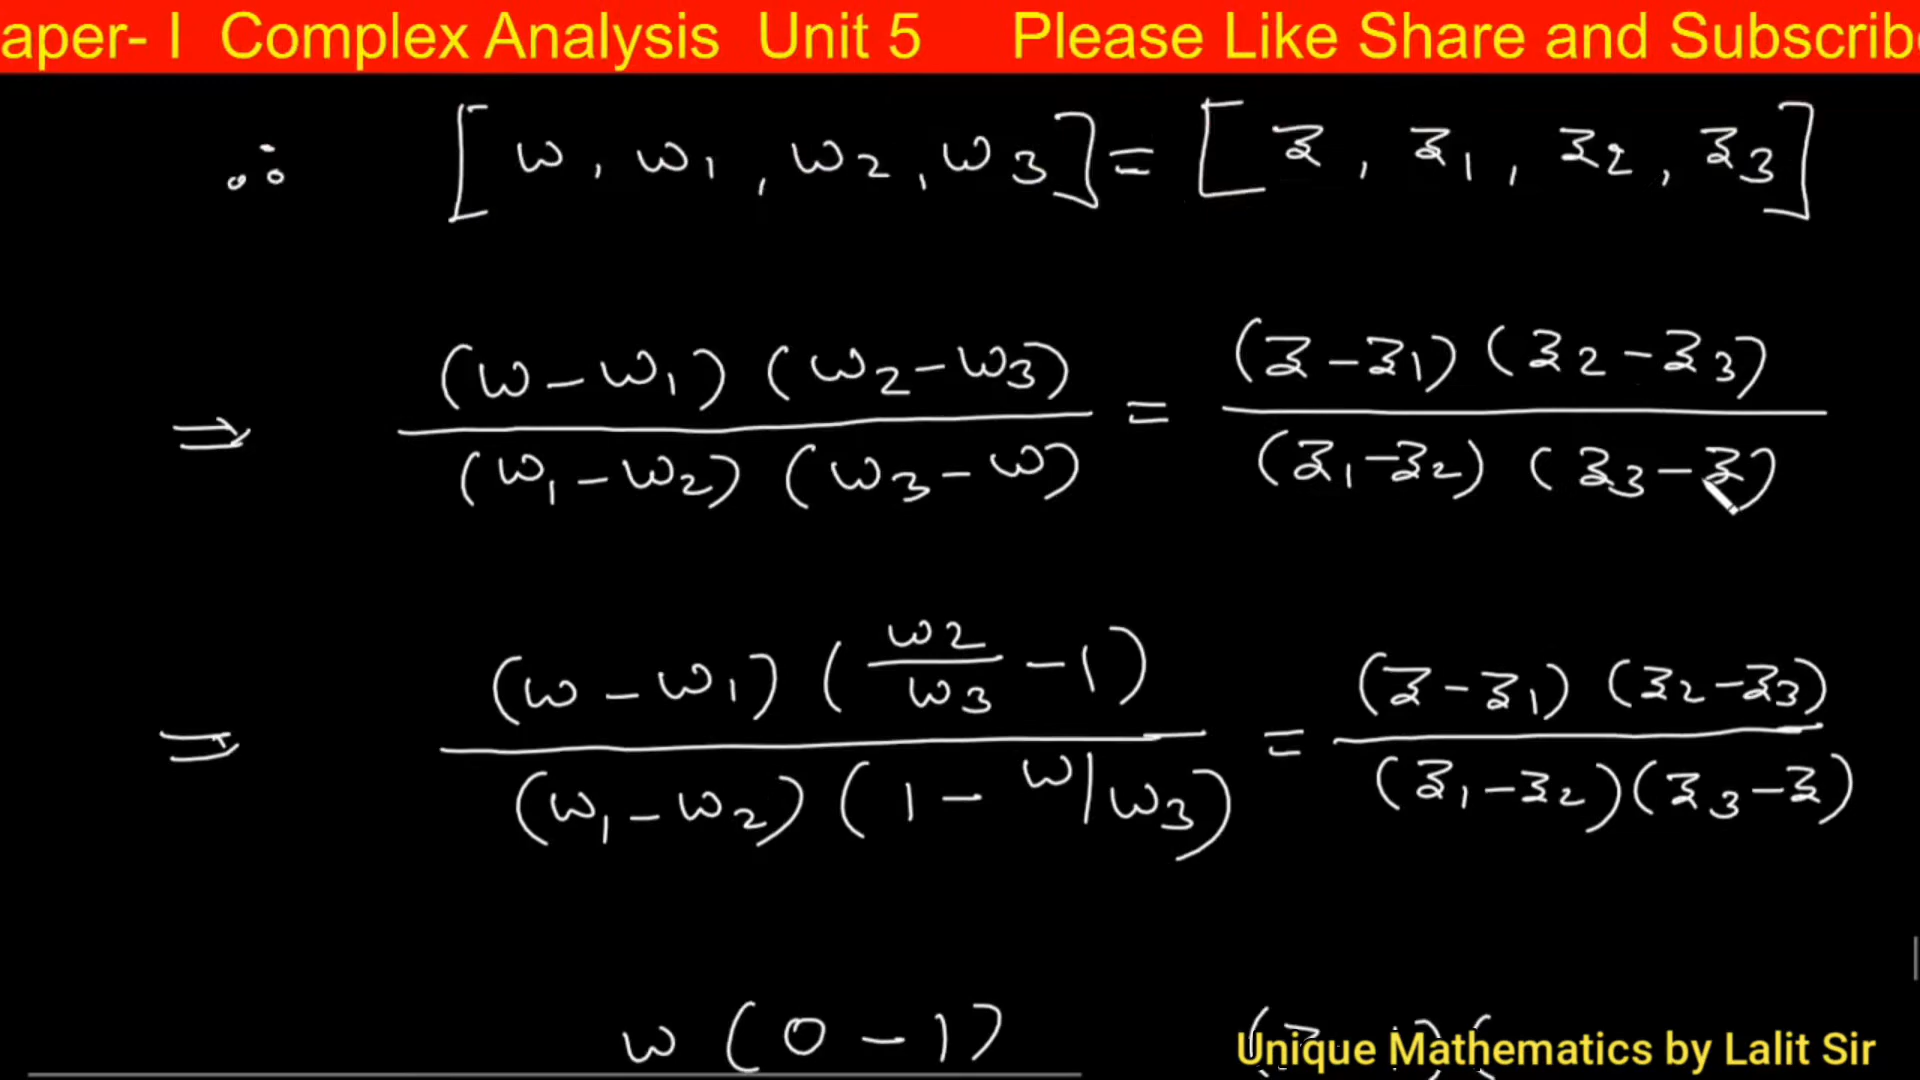 aper- I Complex Analysis Unit 5 Please Like Share and Subscrib
∴ [w, w1, w2, w3] = [z, z1, z2, z3]
⇒ (w - w1) (w2 - w3) / (w1 - w2) (w3 - w) = (z - z1) (z2 - z3) / (z1 - z2) (z3 - z)
⇒ (w - w1) (w2/w3 - 1) / (w1 - w2) (1 - w/w3) = (z - z1) (z2 - z3) / (z1 - z2) (z3 - z)
w (0 - 1)
Unique Mathematics by Lalit Sir